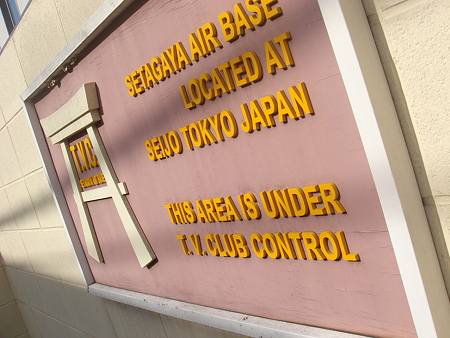 SETAGAYA AIR BASE
LOCATED AT
SEIJO TOKYO JAPAN
T.V.C.
THIS AREA IS UNDER
T.V. CLUB CONTROL